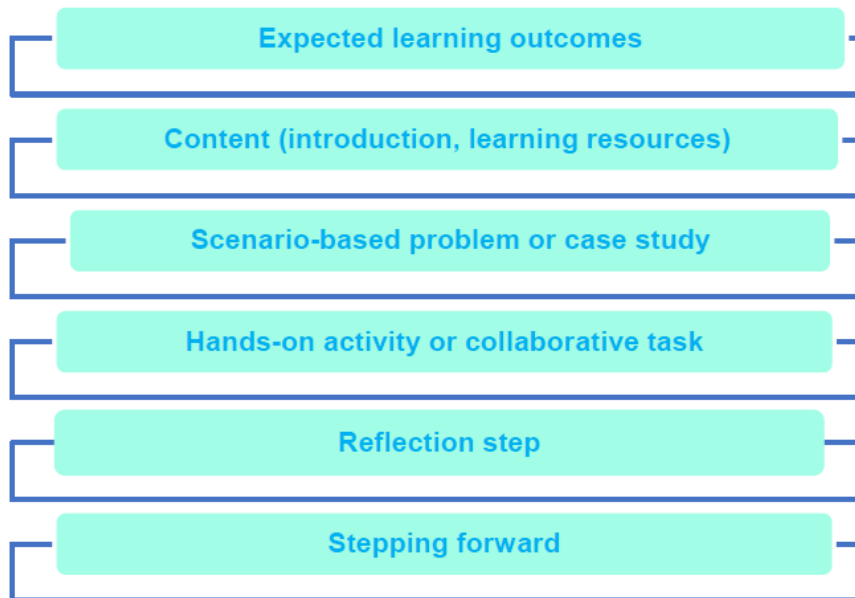 Expected learning outcomes
Content (introduction, learning resources)
Scenario-based problem or case study
Hands-on activity or collaborative task
Reflection step
Stepping forward